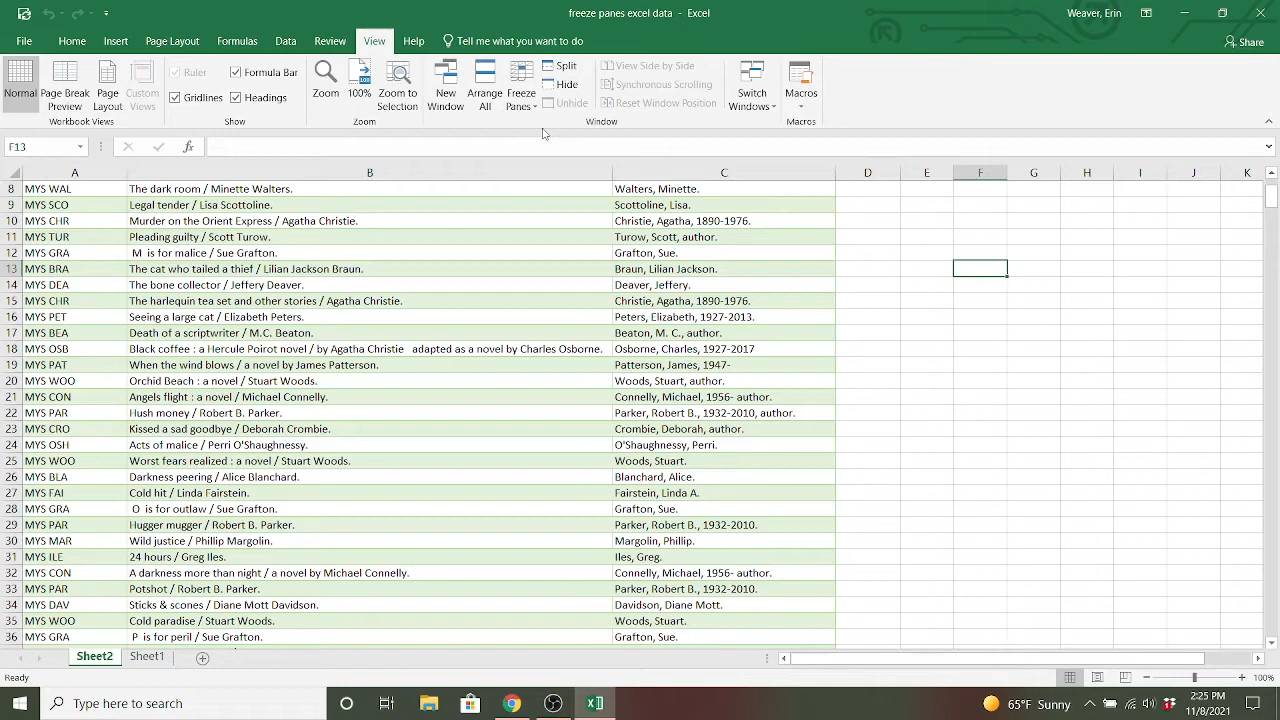 freeze panes excel data - Excel
Weaver, Erin
File Home Insert Page Layout Formulas Data Review View Help Tell me what you want to do Share
Normal
Page Break Preview
Page Layout
Custom Views
Ruler
Formula Bar
Gridlines
Headings
Zoom
100
100%
Zoom to Selection
New Window
Arrange All
Freeze Panes
Split
Hide
Unhide
View Side by Side
Synchronous Scrolling
Reset Window Position
Switch Windows
Macros
Workbook Views Show Zoom Window Macros
F13 fx
A B C D E F G H I J K
8 MYS WAL The dark room / Minette Walters. Walters, Minette.
9 MYS SCO Legal tender / Lisa Scottoline. Scottoline, Lisa.
10 MYS CHR Murder on the Orient Express / Agatha Christie. Christie, Agatha, 1890-1976.
11 MYS TUR Pleading guilty / Scott Turow. Turow, Scott, author.
12 MYS GRA M is for malice / Sue Grafton. Grafton, Sue.
13 MYS BRA The cat who tailed a thief / Lilian Jackson Braun. Braun, Lilian Jackson.
14 MYS DEA The bone collector / Jeffery Deaver. Deaver, Jeffery.
15 MYS CHR The harlequin tea set and other stories / Agatha Christie. Christie, Agatha, 1890-1976.
16 MYS PET Seeing a large cat / Elizabeth Peters. Peters, Elizabeth, 1927-2013.
17 MYS BEA Death of a scriptwriter / M.C. Beaton. Beaton, M. C., author.
18 MYS OSB Black coffee : a Hercule Poirot novel / by Agatha Christie adapted as a novel by Charles Osborne. Osborne, Charles, 1927-2017
19 MYS PAT When the wind blows / a novel by James Patterson. Patterson, James, 1947-
20 MYS WOO Orchid Beach : a novel / Stuart Woods. Woods, Stuart, author.
21 MYS CON Angels flight : a novel / Michael Connelly. Connelly, Michael, 1956- author.
22 MYS PAR Hush money / Robert B. Parker. Parker, Robert B., 1932-2010, author.
23 MYS CRO Kissed a sad goodbye / Deborah Crombie. Crombie, Deborah, author.
24 MYS OSH Acts of malice / Perri O'Shaughnessy. O'Shaughnessy, Perri.
25 MYS WOO Worst fears realized : a novel / Stuart Woods. Woods, Stuart.
26 MYS BLA Darkness peering / Alice Blanchard. Blanchard, Alice.
27 MYS FAI Cold hit / Linda Fairstein. Fairstein, Linda A.
28 MYS GRA O is for outlaw / Sue Grafton. Grafton, Sue.
29 MYS PAR Hugger mugger / Robert B. Parker. Parker, Robert B., 1932-2010.
30 MYS MAR Wild justice / Phillip Margolin. Margolin, Phillip.
31 MYS ILE 24 hours / Greg Iles. Iles, Greg.
32 MYS CON A darkness more than night / a novel by Michael Connelly. Connelly, Michael, 1956- author.
33 MYS PAR Potshot / Robert B. Parker. Parker, Robert B., 1932-2010.
34 MYS DAV Sticks & scones / Diane Mott Davidson. Davidson, Diane Mott.
35 MYS WOO Cold paradise / Stuart Woods. Woods, Stuart.
36 MYS GRA P is for peril / Sue Grafton. Grafton, Sue.
Sheet2 Sheet1
Ready 100%
Type here to search
65°F Sunny
2:25 PM
11/8/2021